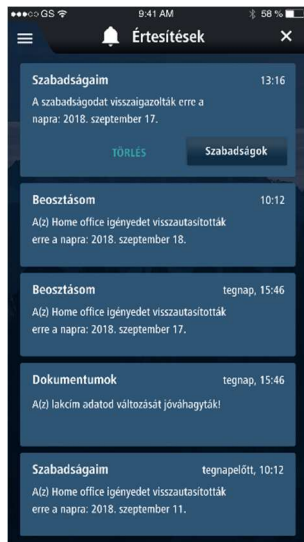 GS 9:41 AM 58 %
Értesítések ×
Szabadságaim 13:16
A szabadságodat visszaigazolták erre a
napra: 2018. szeptember 17.
TÖRLÉS Szabadságok
Beosztásom 10:12
A(z) Home office igényedet visszautasították
erre a napra: 2018. szeptember 18.
Beosztásom tegnap, 15:46
A(z) Home office igényedet visszautasították
erre a napra: 2018. szeptember 17.
Dokumentumok tegnap, 15:46
A(z) lakcím adatod változását jóváhagyták!
Szabadságaim tegnapelőtt, 10:12
A(z) Home office igényedet visszautasították
erre a napra: 2018. szeptember 11.